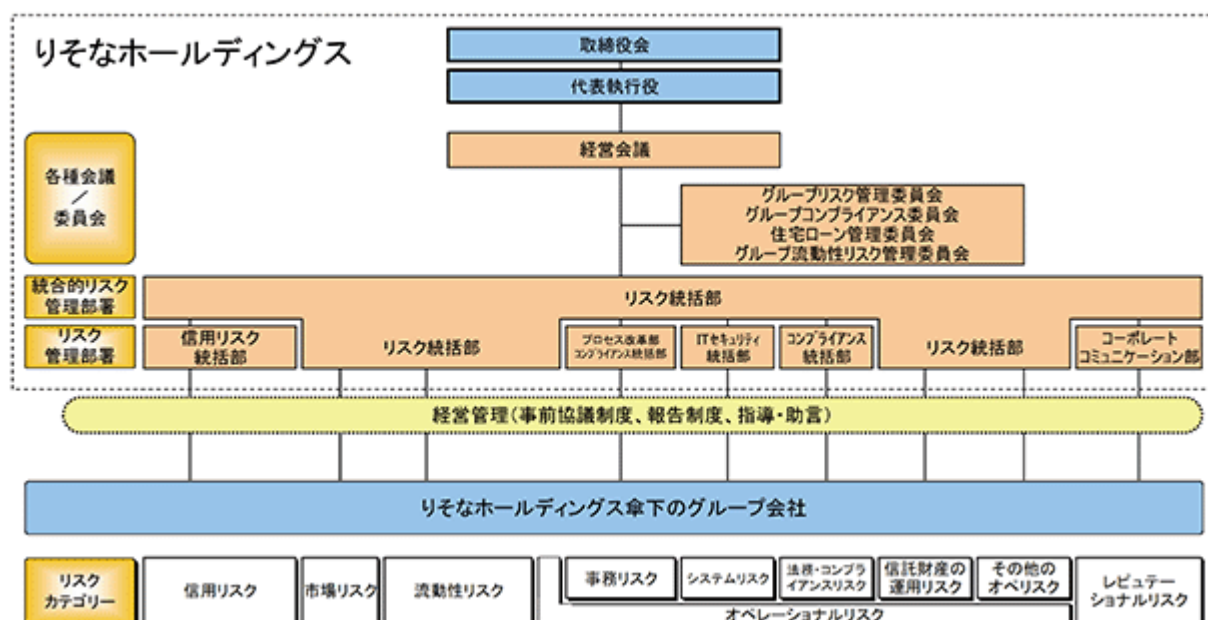 りそなホールディングス
取締役会
代表執行役
経営会議
各種会議
/
委員会
グループリスク管理委員会
グループコンプライアンス委員会
住宅ローン管理委員会
グループ流動性リスク管理委員会
統合的リスク
管理部署
リスク統括部
リスク
管理部署
信用リスク
統括部
リスク統括部
プロセス改革部
コンプライアンス統括部
ITセキュリティ
統括部
コンプライアンス
統括部
リスク統括部
コーポレート
コミュニケーション部
経営管理(事前協議制度、報告制度、指導・助言)
りそなホールディングス傘下のグループ会社
リスク
カテゴリー
信用リスク
市場リスク
流動性リスク
事務リスク
システムリスク
法務・コンプラ
イアンスリスク
信託財産の
運用リスク
その他の
オペリスク
オペレーショナルリスク
レピュテー
ショナルリスク